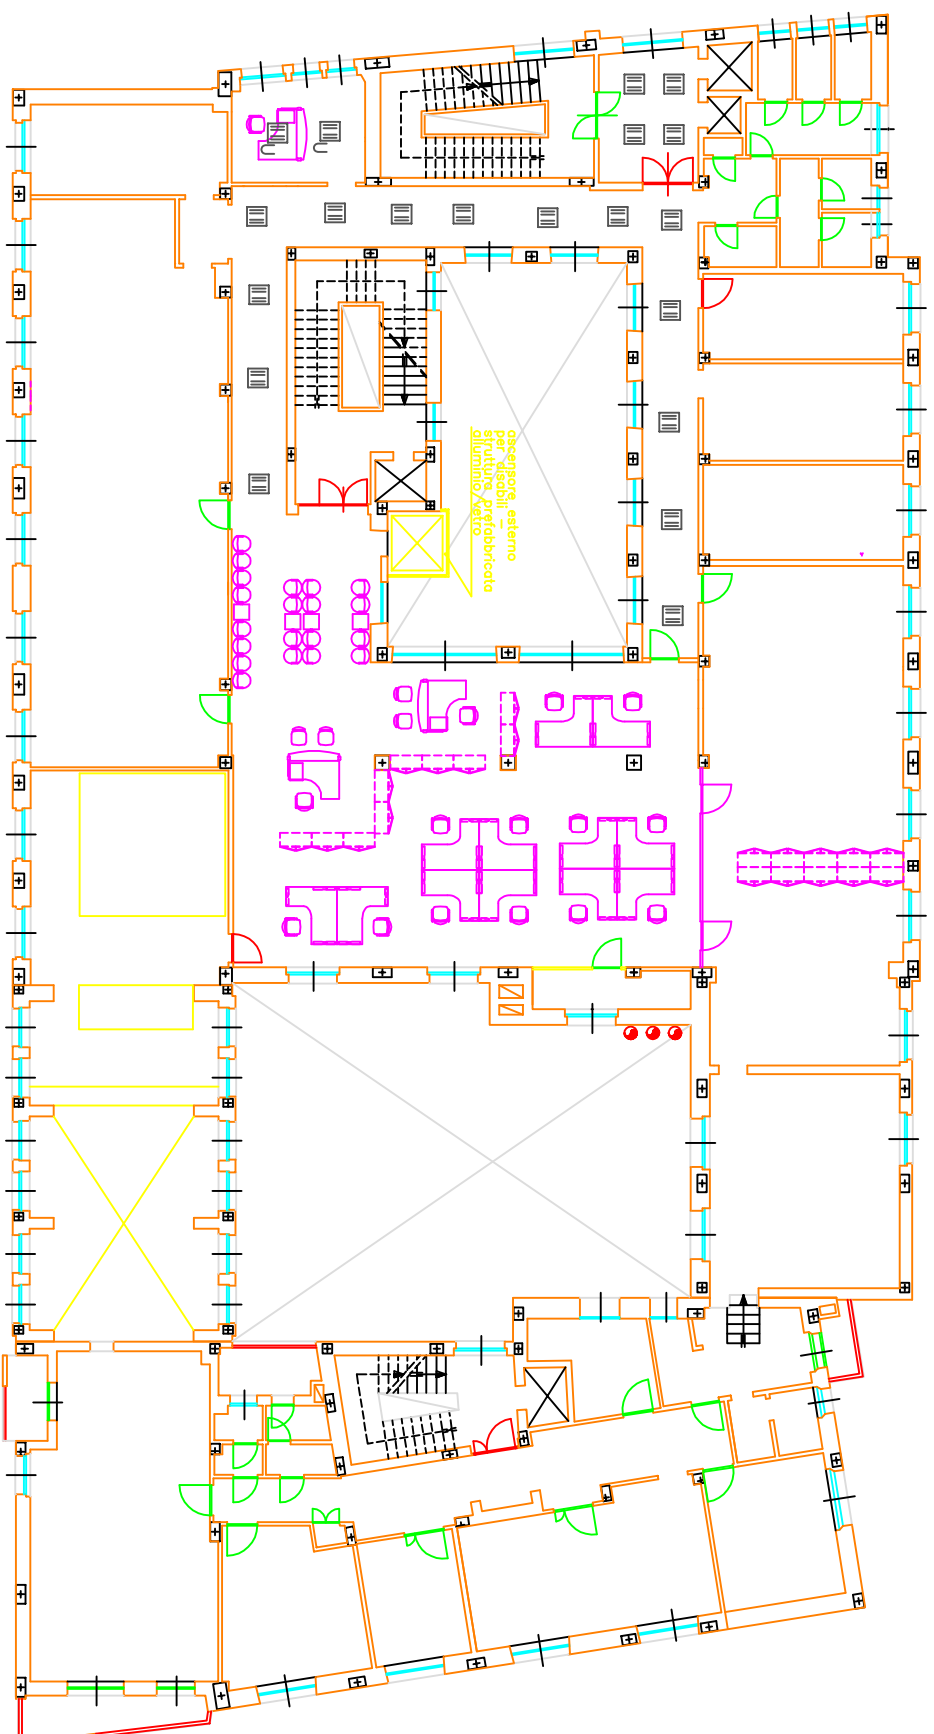 ascensore esterno
per disabili -
struttura prefabbricata
alluminio/vetro